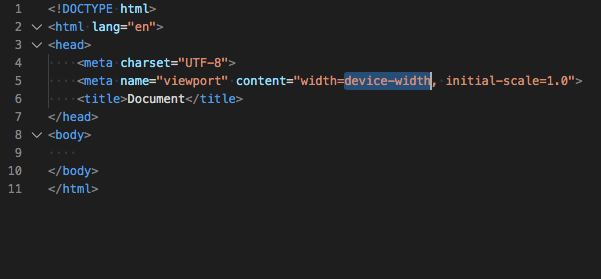 1 <!DOCTYPE html>
2 <html lang="en">
3 <head>
4     <meta charset="UTF-8">
5     <meta name="viewport" content="width=device-width, initial-scale=1.0">
6     <title>Document</title>
7 </head>
8 <body>
9
10 </body>
11 </html>